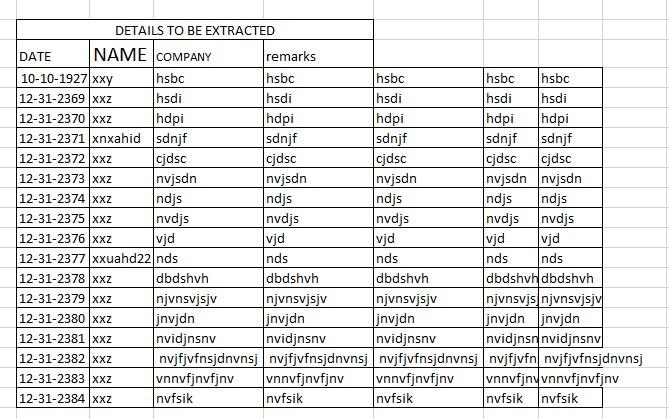 DETAILS TO BE EXTRACTED
DATE NAME COMPANY remarks
10-10-1927 xxy hsbc hsbc hsbc hsbc hsbc
12-31-2369 xxz hsdi hsdi hsdi hsdi hsdi
12-31-2370 xxz hdpi hdpi hdpi hdpi hdpi
12-31-2371 xnxahid sdnjf sdnjf sdnjf sdnjf sdnjf
12-31-2372 xxz cjdsc cjdsc cjdsc cjdsc cjdsc
12-31-2373 xxz nvjsdn nvjsdn nvjsdn nvjsdn nvjsdn
12-31-2374 xxz ndjs ndjs ndjs ndjs ndjs
12-31-2375 xxz nvdjs nvdjs nvdjs nvdjs nvdjs
12-31-2376 xxz vjd vjd vjd vjd vjd
12-31-2377 xxuahd22 nds nds nds nds nds
12-31-2378 xxz dbdshvh dbdshvh dbdshvh dbdshvh dbdshvh
12-31-2379 xxz njvnsvjsjv njvnsvjsjv njvnsvjsjv njvnsvjsj njvnsvjsjv
12-31-2380 xxz jnvjdn jnvjdn jnvjdn jnvjdn jnvjdn
12-31-2381 xxz nvidjnsnv nvidjnsnv nvidjnsnv nvidjnsn nvidjnsnv
12-31-2382 xxz nvjfjvfnsjdnvnsj nvjfjvfnsjdnvnsj nvjfjvfnsjdnvnsj nvjfjvfn nvjfjvfnsjdnvnsj
12-31-2383 xxz vnnvfjnvfjnv vnnvfjnvfjnv vnnvfjnvfjnv vnnvfjnv vnnvfjnvfjnv
12-31-2384 xxz nvfsik nvfsik nvfsik nvfsik nvfsik